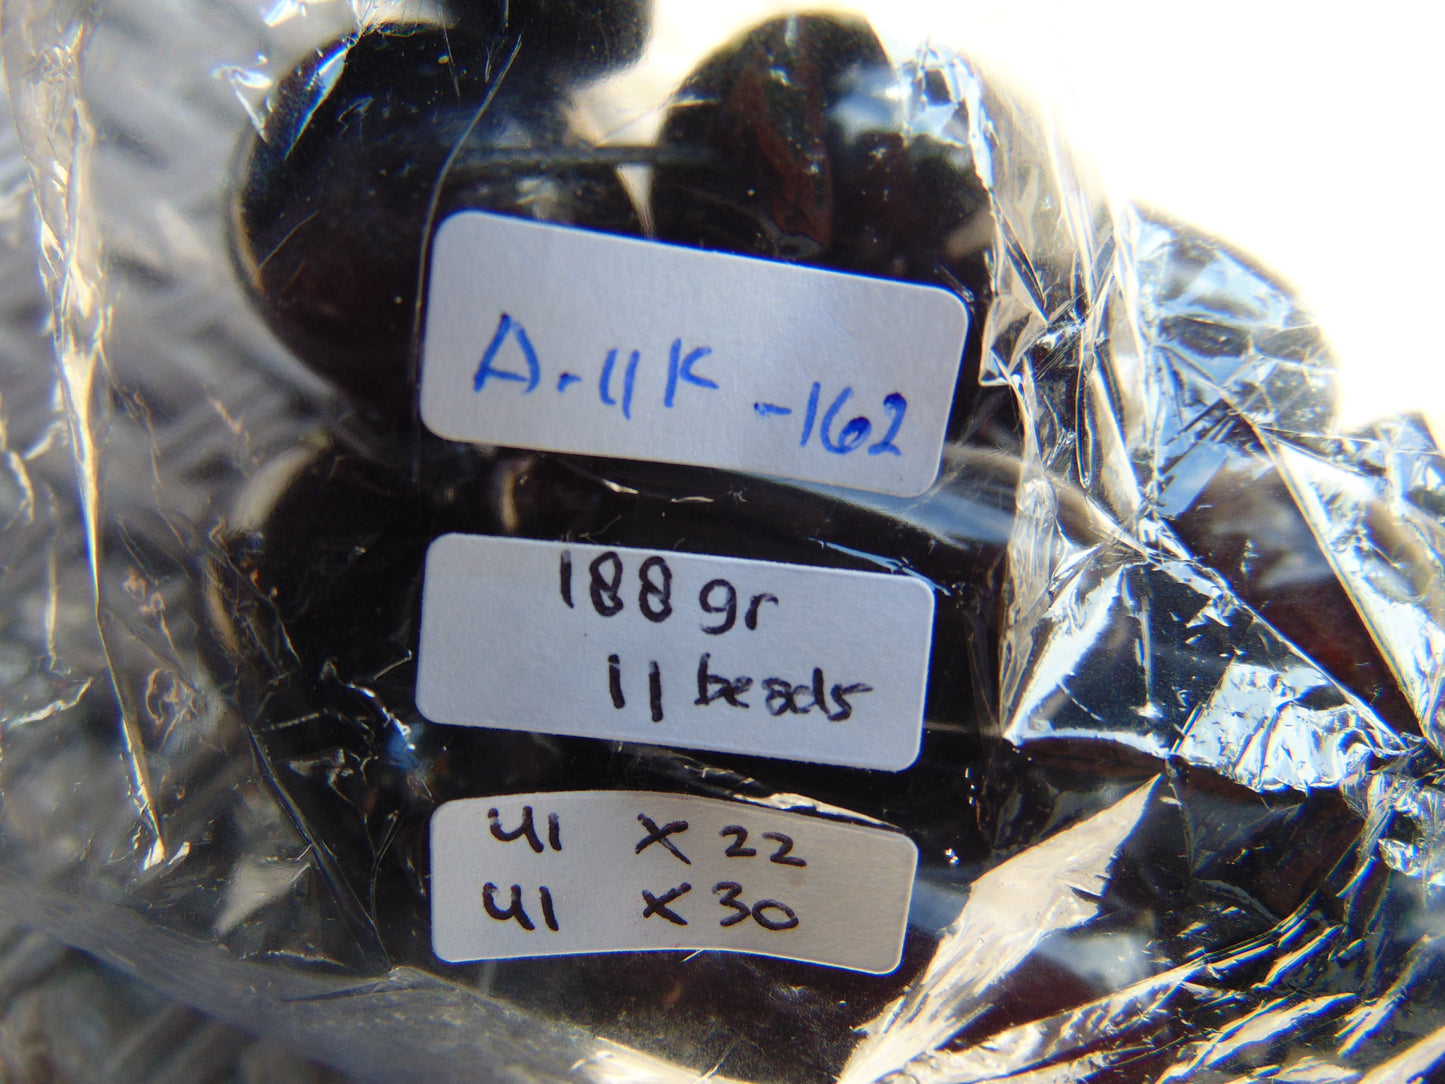 A.11K -162
188 gr
11 beads
41 x 22
41 x 30